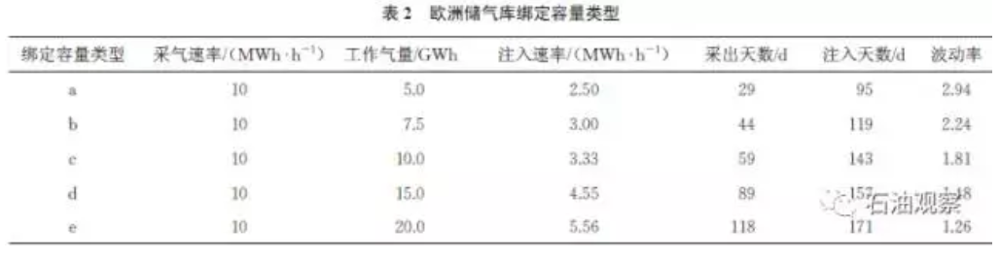 表 2 欧洲储气库绑定容量类型
绑定容量类型 采气速率/(MWh·h⁻¹) 工作气量/GWh 注入速率/(MWh·h⁻¹) 采出天数/d 注入天数/d 波动率
a 10 5.0 2.50 29 95 2.94
b 10 7.5 3.00 44 119 2.24
c 10 10.0 3.33 59 143 1.81
d 10 15.0 4.55 89 157 1.48
石油观察
e 10 20.0 5.56 118 171 1.26